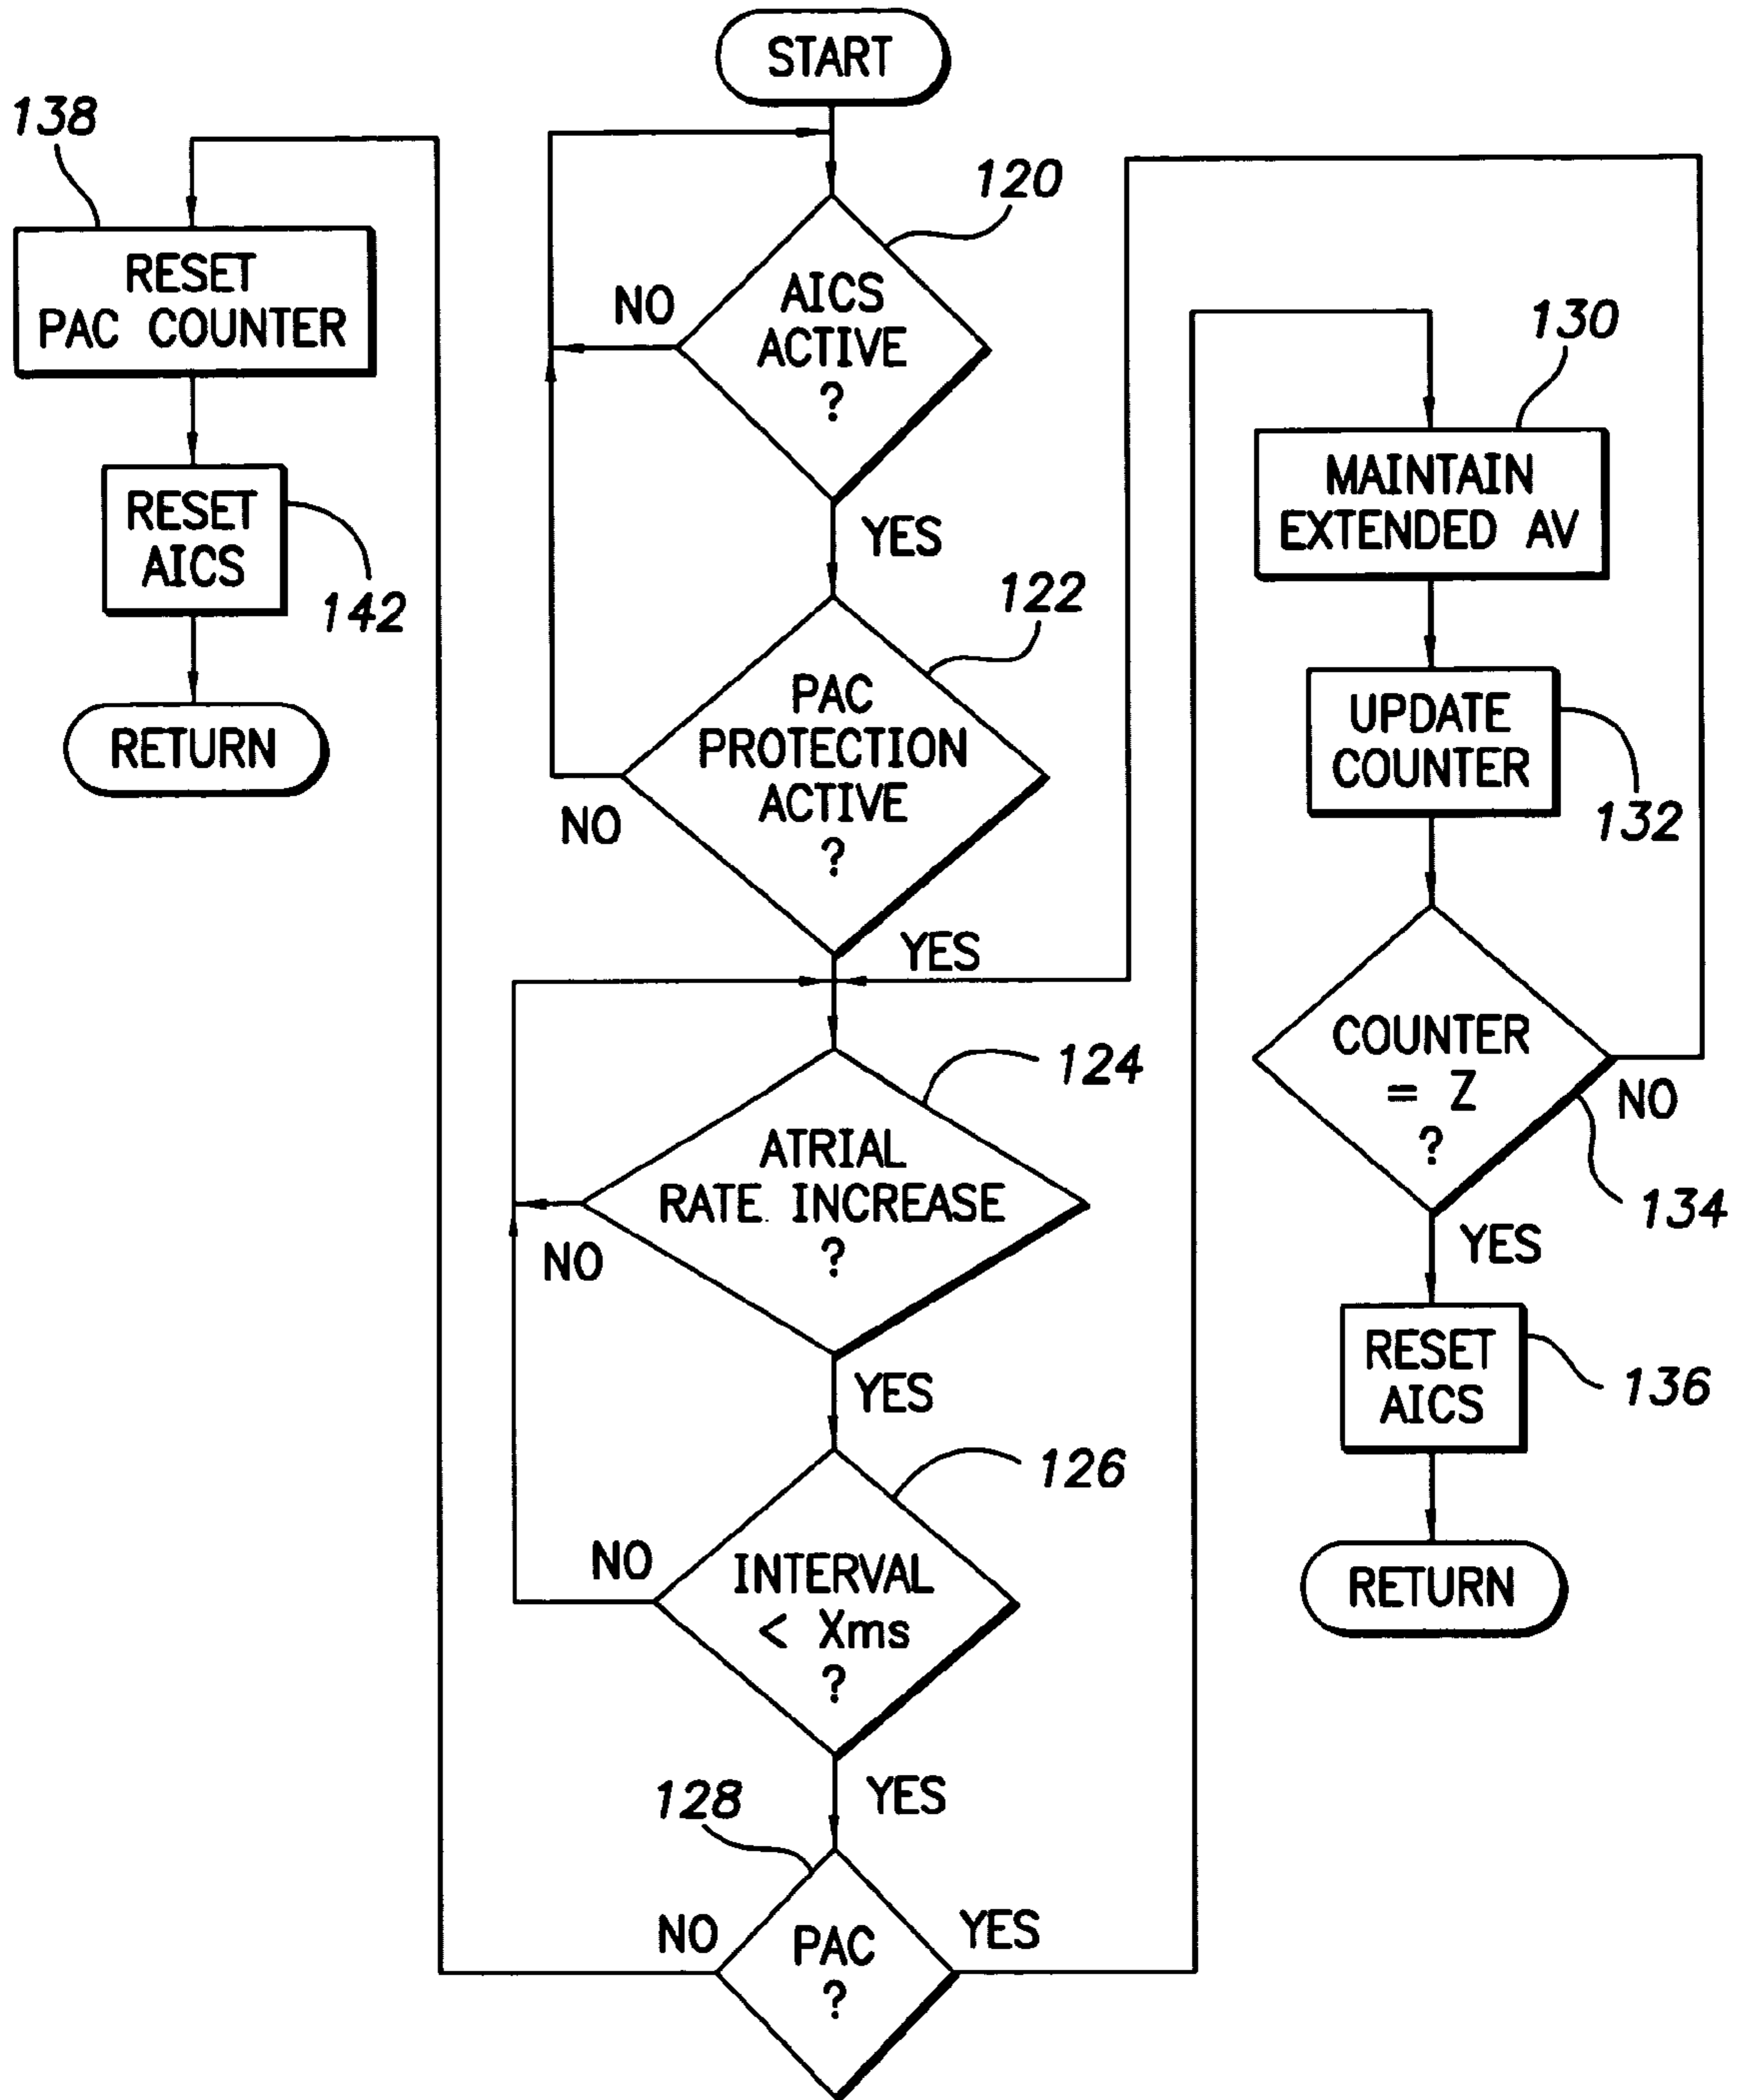 START
138
120
RESET
PAC COUNTER
NO
AICS
ACTIVE
?
130
RESET
AICS
142
YES
MAINTAIN
EXTENDED AV
122
RETURN
PAC
PROTECTION
ACTIVE
?
NO
UPDATE
COUNTER
132
YES
124
COUNTER
= Z
?
NO
134
ATRIAL
RATE INCREASE
?
NO
YES
YES
RESET
AICS
136
126
NO
INTERVAL
< Xms
?
RETURN
YES
128
NO
PAC
?
YES